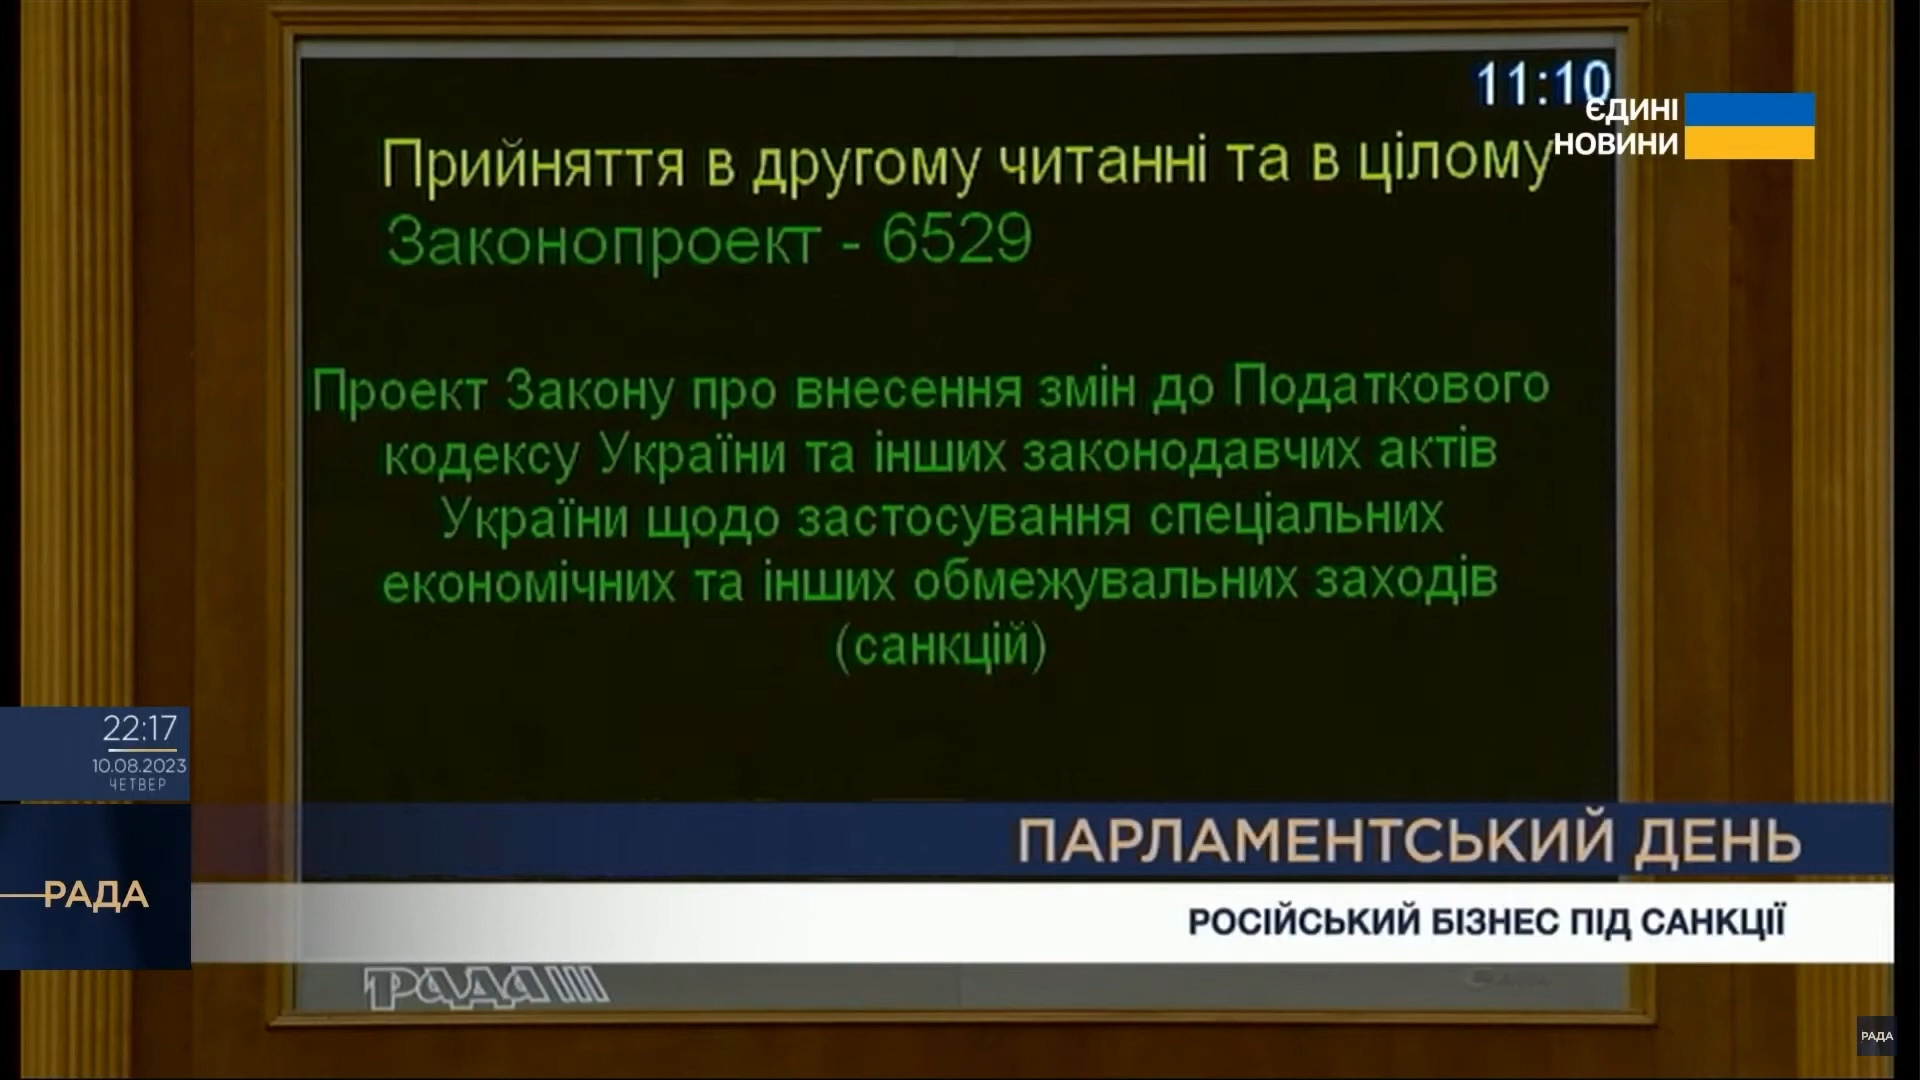 11:10
ЄДИНІ
НОВИНИ
Прийняття в другому читанні та в цілому
Законопроект - 6529
Проект Закону про внесення змін до Податкового
кодексу України та інших законодавчих актів
України щодо застосування спеціальних
економічних та інших обмежувальних заходів
(санкцій)
22:17
10.08.2023
ЧЕТВЕР
РАДА
ПАРЛАМЕНТСЬКИЙ ДЕНЬ
РОСІЙСЬКИЙ БІЗНЕС ПІД САНКЦІЇ
РАДА III
РАДА